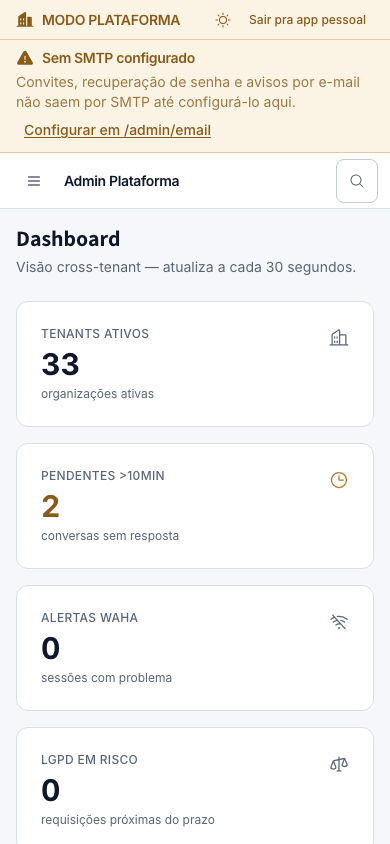 MODO PLATAFORMA
Sair pra app pessoal
Sem SMTP configurado
Convites, recuperação de senha e avisos por e-mail
não saem por SMTP até configurá-lo aqui.
Configurar em /admin/email
Admin Plataforma
Dashboard
Visão cross-tenant — atualiza a cada 30 segundos.
TENANTS ATIVOS
33
organizações ativas
PENDENTES >10MIN
2
conversas sem resposta
ALERTAS WAHA
0
sessões com problema
LGPD EM RISCO
0
requisições próximas do prazo